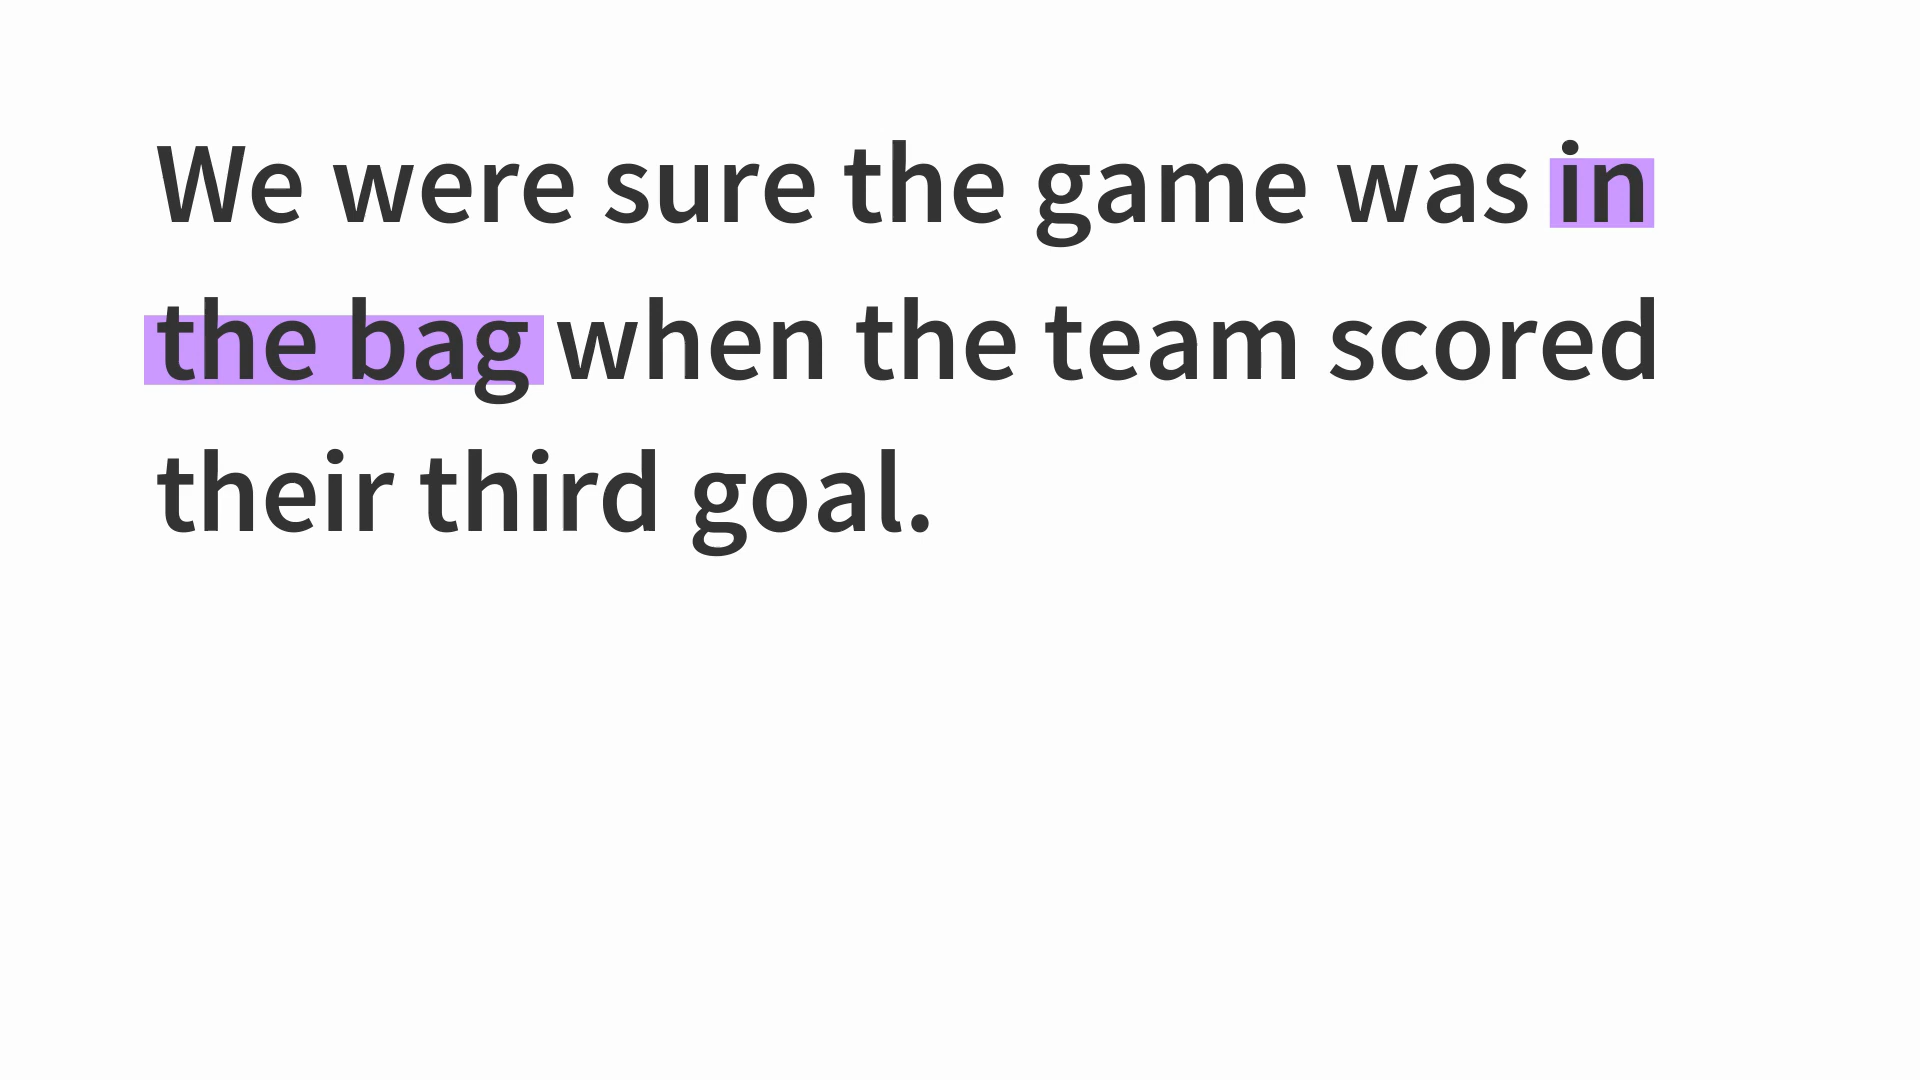 We were sure the game was in
the bag when the team scored
their third goal.